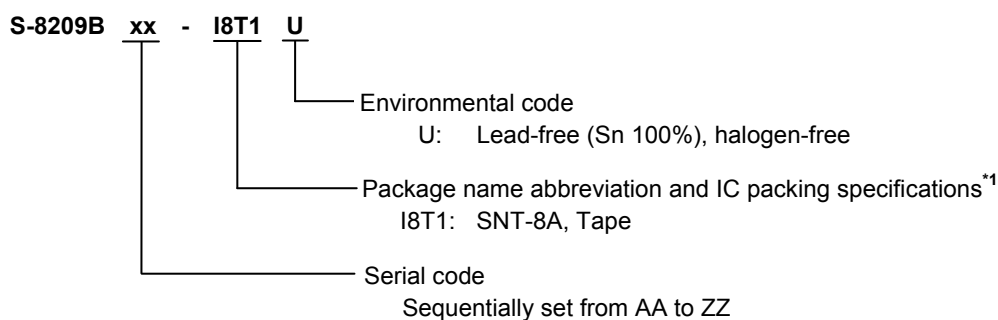 S-8209B xx - I8T1 U
Environmental code
U: Lead-free (Sn 100%), halogen-free
Package name abbreviation and IC packing specifications*1
I8T1: SNT-8A, Tape
Serial code
Sequentially set from AA to ZZ